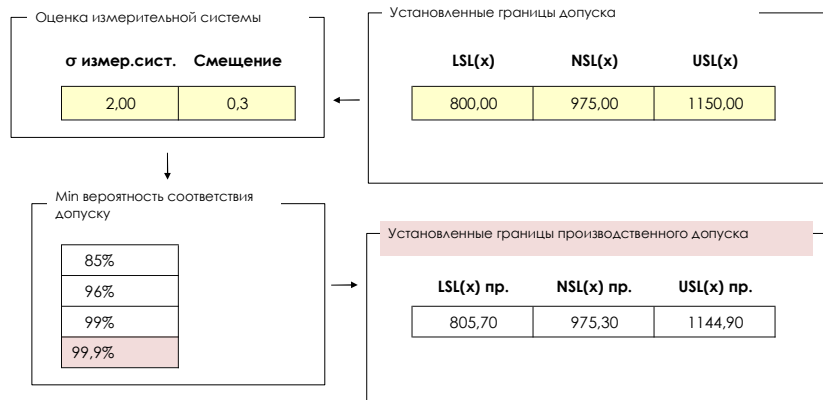 Оценка измерительной системы
σ измер.сист. Смещение
2,00 0,3
Установленные границы допуска
LSL(x) NSL(x) USL(x)
800,00 975,00 1150,00
Min вероятность соответствия
допуску
85%
96%
99%
99,9%
Установленные границы производственного допуска
LSL(x) пр. NSL(x) пр. USL(x) пр.
805,70 975,30 1144,90